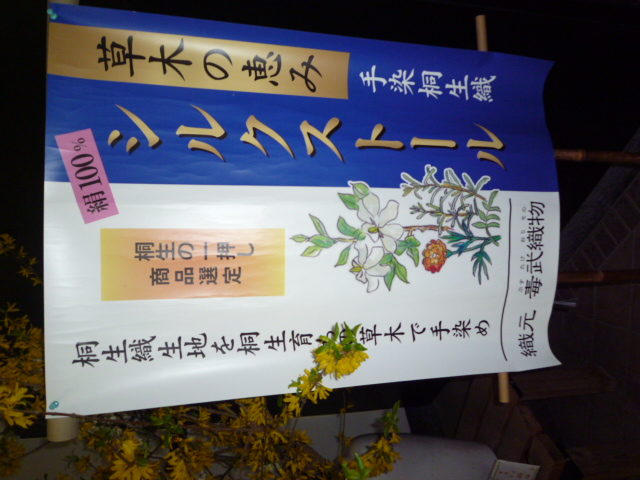 草木の恵み
手染桐生織
シルクストール
絹100%
桐生の一押し
商品選定
桐生織生地を桐生育 の草木で手染め
織元 毒武織物